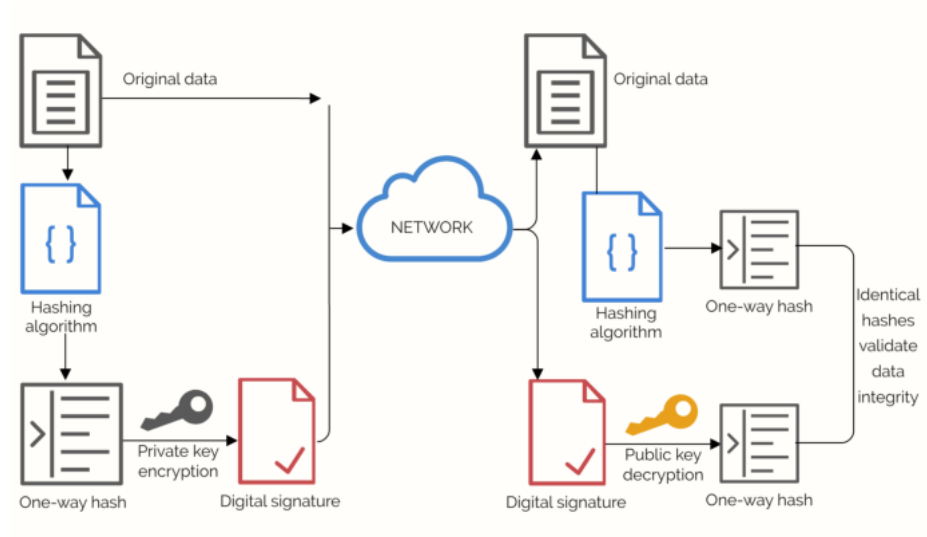 Original data
Original data
NETWORK
{ }
{ }
Hashing
algorithm
Hashing
algorithm
One-way hash
Identical
hashes
validate
data
integrity
Private key
encryption
Public key
decryption
One-way hash
Digital signature
Digital signature
One-way hash